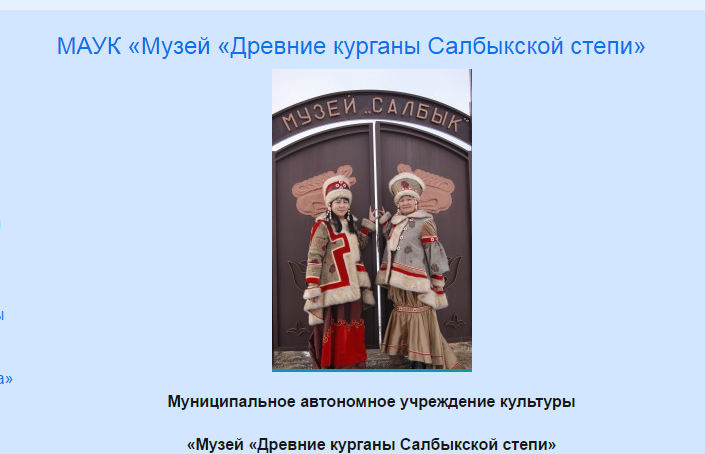 МАУК «Музей «Древние курганы Салбыкской степи»
МУЗЕЙ „САЛБЫК"
ы
а»
Муниципальное автономное учреждение культуры
«Музей «Древние курганы Салбыкской степи»